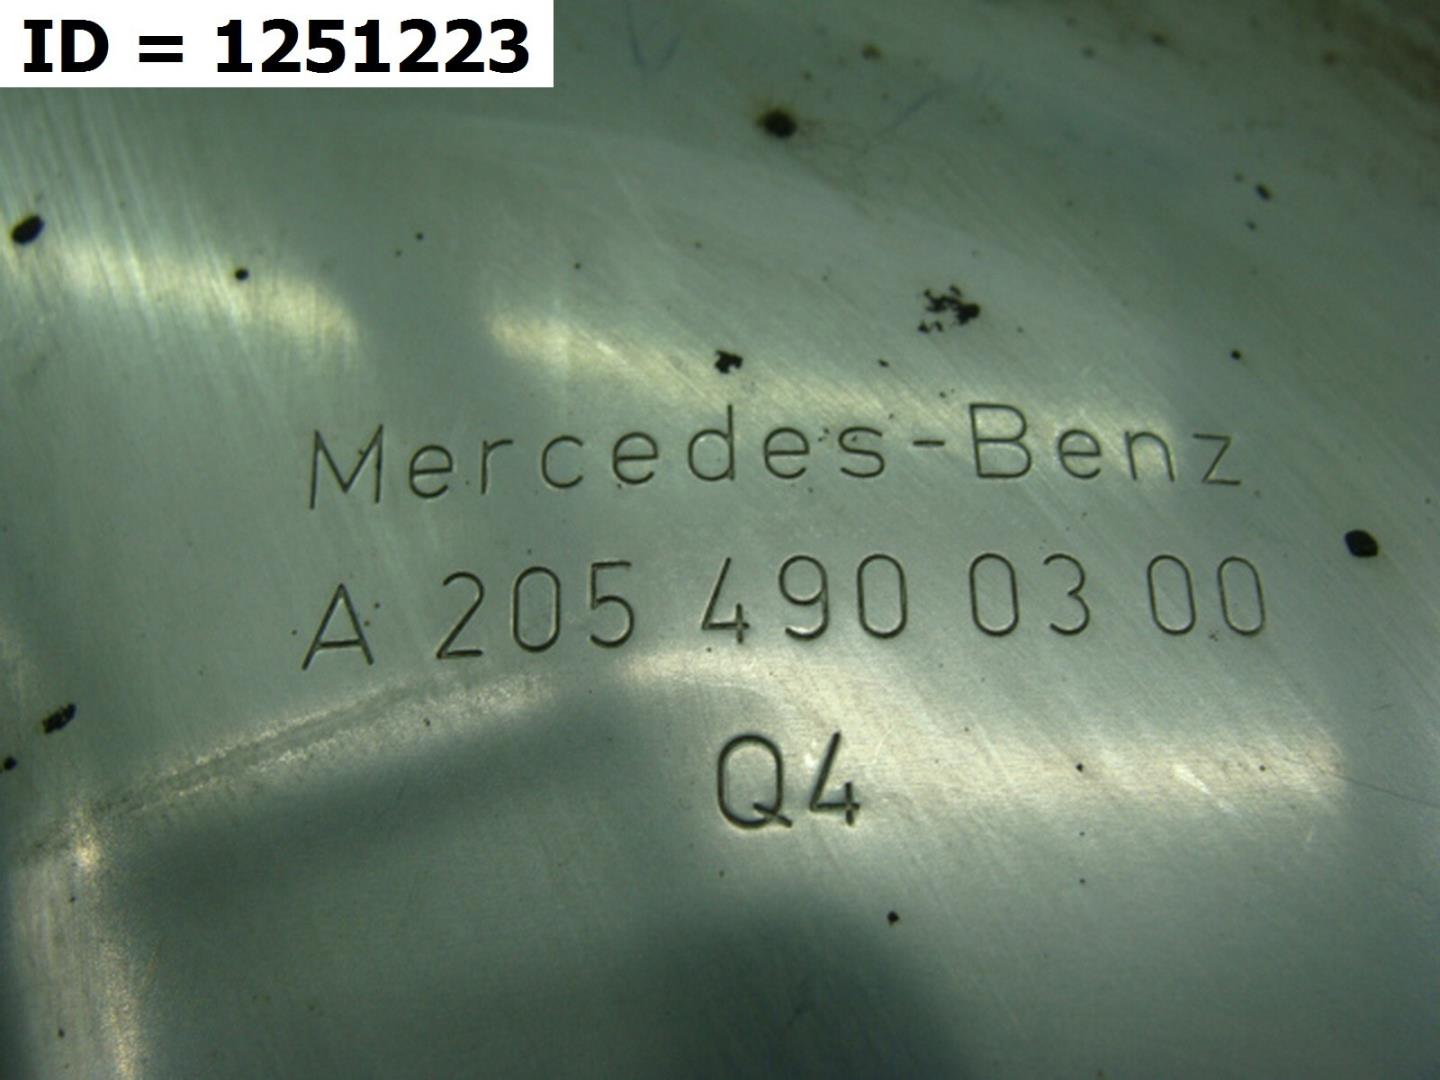 ID = 1251223
Mercedes-Benz
A 205 490 03 00
Q4